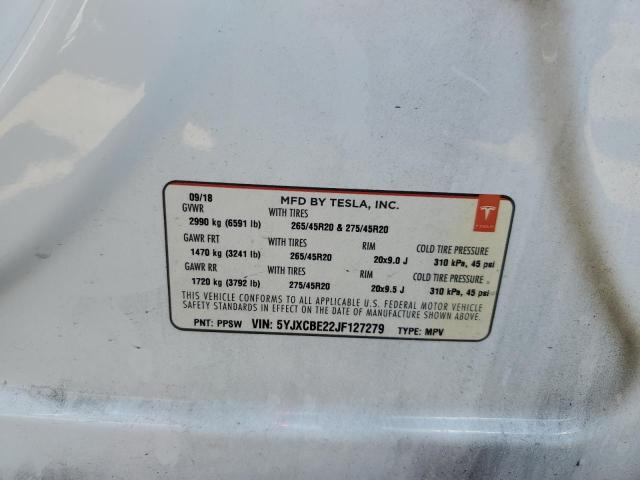 09/18 MFD BY TESLA, INC.
GVWR WITH TIRES
2990 kg (6591 lb) 265/45R20 & 275/45R20
GAWR FRT WITH TIRES RIM COLD TIRE PRESSURE
1470 kg (3241 lb) 265/45R20 20x9.0 J 310 kPa, 45 psi
GAWR RR WITH TIRES RIM COLD TIRE PRESSURE
1720 kg (3792 lb) 275/45R20 20x9.5 J 310 kPa, 45 psi
THIS VEHICLE CONFORMS TO ALL APPLICABLE U.S. FEDERAL MOTOR VEHICLE
SAFETY STANDARDS IN EFFECT ON THE DATE OF MANUFACTURE SHOWN ABOVE.
PNT: PPSW VIN: 5YJXCBE22JF127279 TYPE: MPV
TESLA